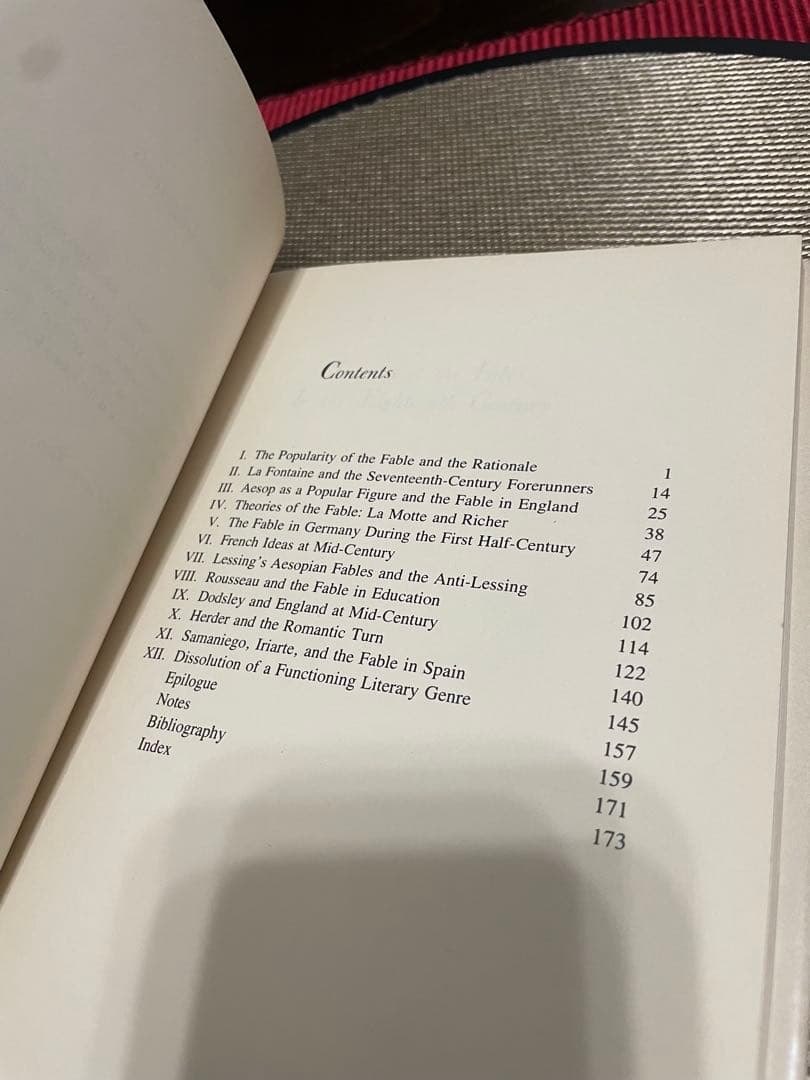 Contents
I. The Popularity of the Fable and the Rationale 1
II. La Fontaine and the Seventeenth-Century Forerunners 14
III. Aesop as a Popular Figure and the Fable in England 25
IV. Theories of the Fable: La Motte and Richer 38
V. The Fable in Germany During the First Half-Century 47
VI. French Ideas at Mid-Century 74
VII. Lessing's Aesopian Fables and the Anti-Lessing 85
VIII. Rousseau and the Fable in Education 102
IX. Dodsley and England at Mid-Century 114
X. Herder and the Romantic Turn 122
XI. Samaniego, Iriarte, and the Fable in Spain 140
XII. Dissolution of a Functioning Literary Genre 145
Epilogue 157
Notes 159
Bibliography 171
Index 173